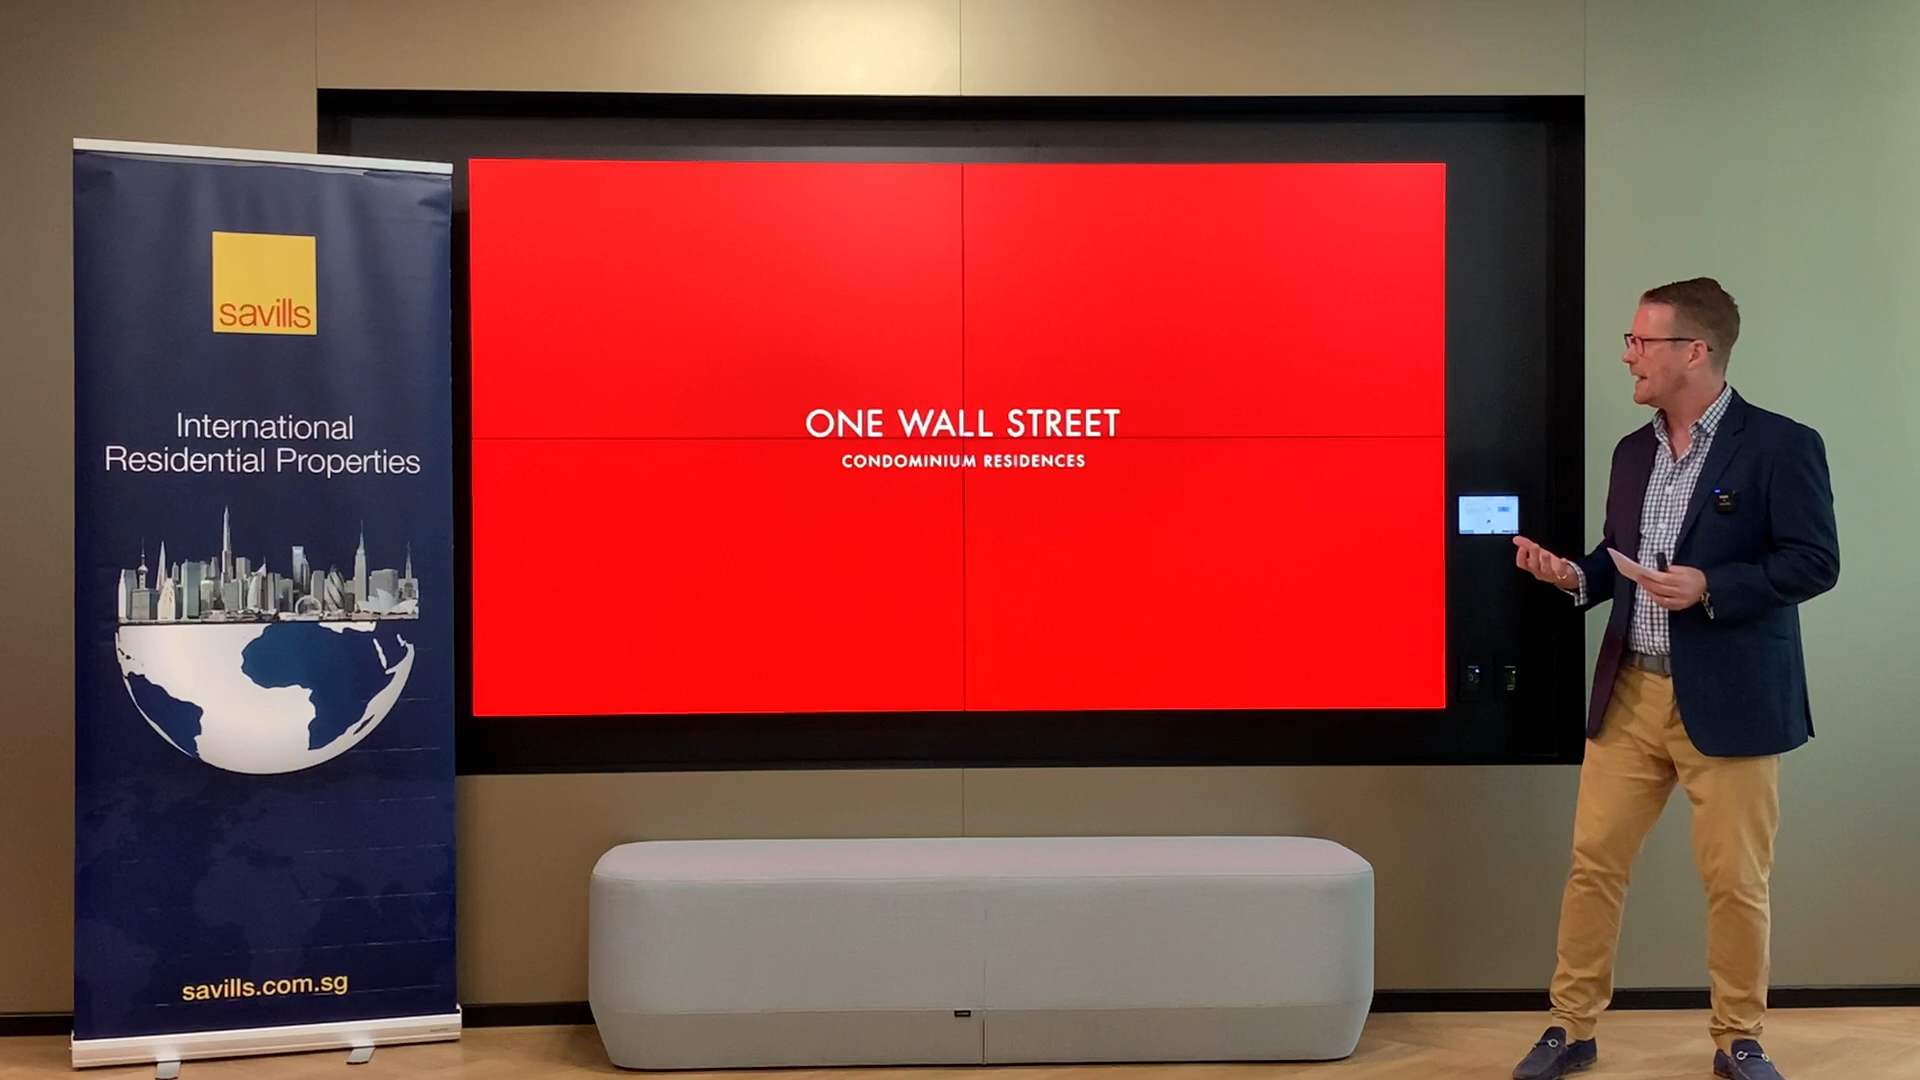 savills
International
Residential Properties
savills.com.sg
ONE WALL STREET
CONDOMINIUM RESIDENCES